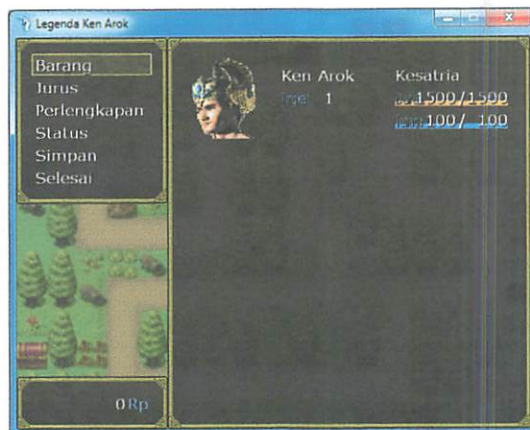 Legenda Ken Arok
Barang
Jurus
Perlengkapan
Status
Simpan
Selesai
Ken Arok Kesatria
1 1500/1500
100/ 100
0Rp